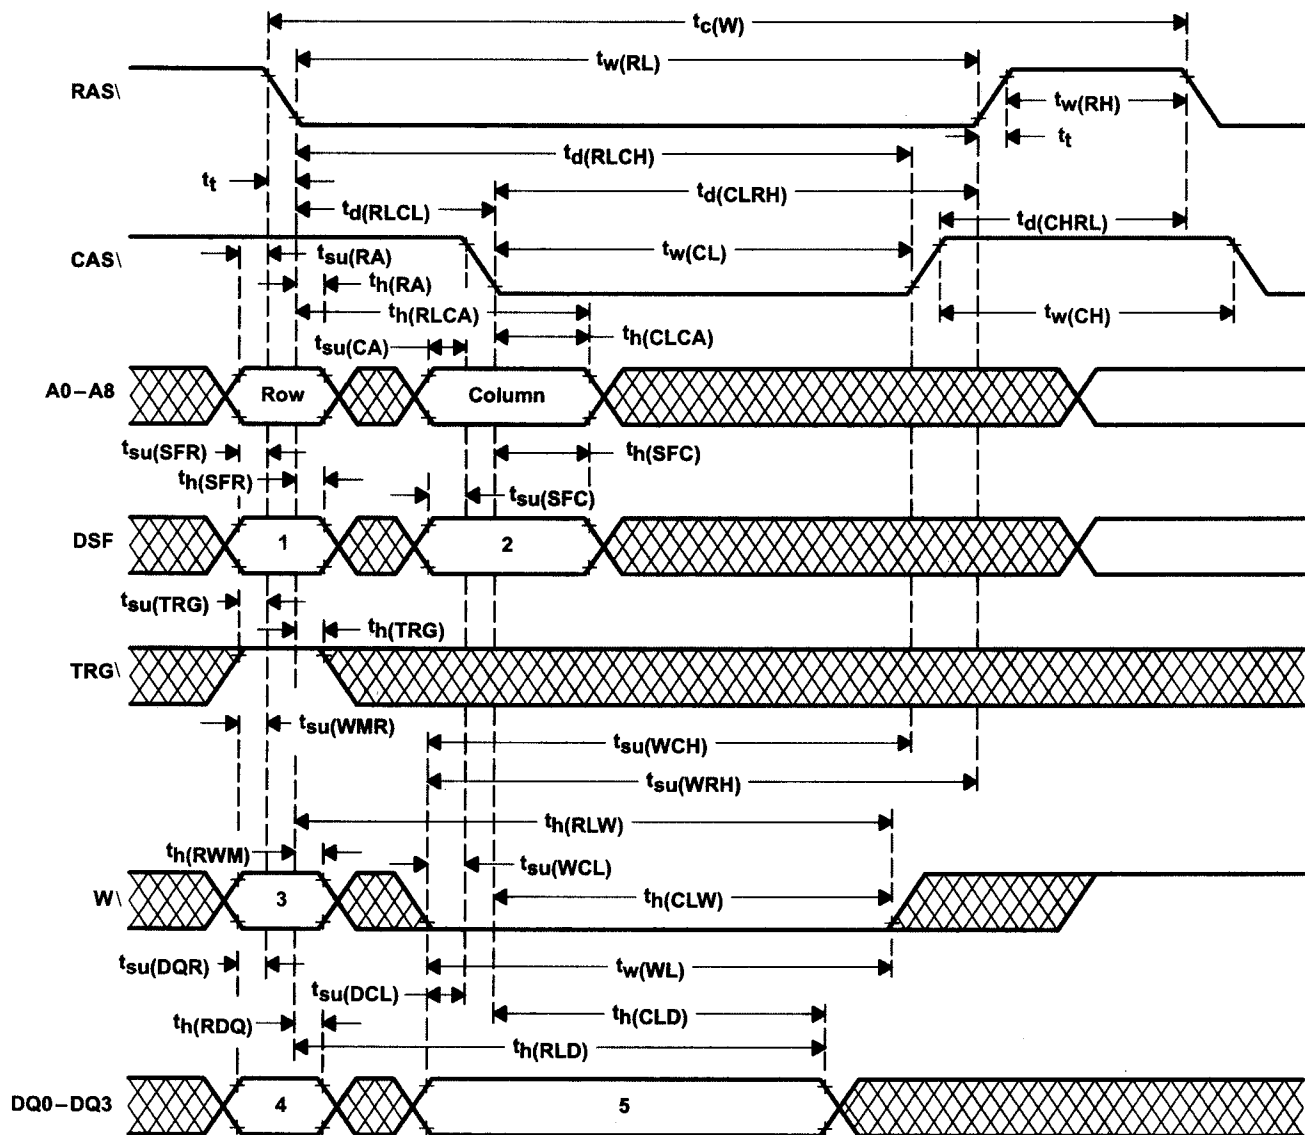 tc(W)
tw(RL)
RAS\
tw(RH)
tt
td(RLCH)
tt
td(CLRH)
td(RLCL)
td(CHRL)
CAS\
tsu(RA)
tw(CL)
th(RA)
th(RLCA)
tw(CH)
tsu(CA)
th(CLCA)
A0–A8
Row
Column
tsu(SFR)
th(SFC)
th(SFR)
tsu(SFC)
DSF
1
2
tsu(TRG)
th(TRG)
TRG\
tsu(WMR)
tsu(WCH)
tsu(WRH)
th(RLW)
th(RWM)
tsu(WCL)
W\
3
th(CLW)
tsu(DQR)
tw(WL)
tsu(DCL)
th(CLD)
th(RDQ)
th(RLD)
DQ0–DQ3
4
5